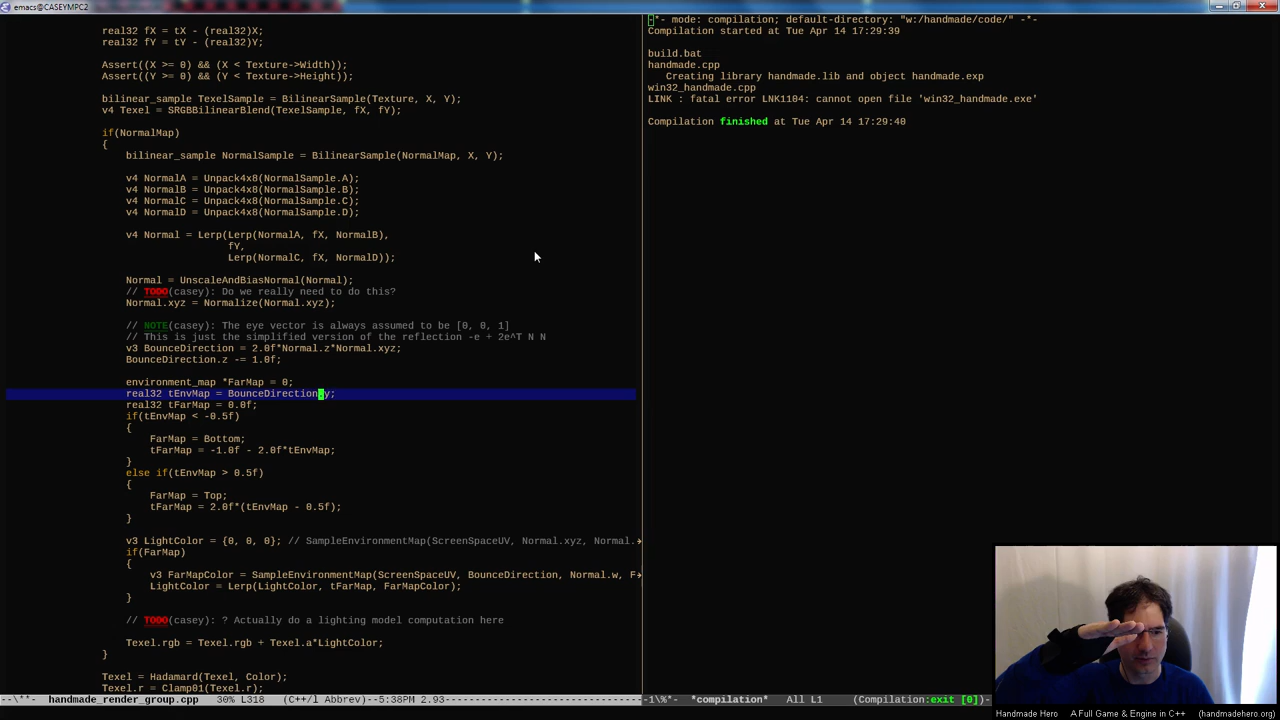 emacs@CASEYMPC2
real32 fX = tX - (real32)X;
real32 fY = tY - (real32)Y;
Assert((X >= 0) && (X < Texture->Width));
Assert((Y >= 0) && (Y < Texture->Height));
bilinear_sample TexelSample = BilinearSample(Texture, X, Y);
v4 Texel = SRGBBilinearBlend(TexelSample, fX, fY);
if(NormalMap)
{
bilinear_sample NormalSample = BilinearSample(NormalMap, X, Y);
v4 NormalA = Unpack4x8(NormalSample.A);
v4 NormalB = Unpack4x8(NormalSample.B);
v4 NormalC = Unpack4x8(NormalSample.C);
v4 NormalD = Unpack4x8(NormalSample.D);
v4 Normal = Lerp(Lerp(NormalA, fX, NormalB),
fY,
Lerp(NormalC, fX, NormalD));
Normal = UnscaleAndBiasNormal(Normal);
// TODO(casey): Do we really need to do this?
Normal.xyz = Normalize(Normal.xyz);
// NOTE(casey): The eye vector is always assumed to be [0, 0, 1]
// This is just the simplified version of the reflection -e + 2e^T N N
v3 BounceDirection = 2.0f*Normal.z*Normal.xyz;
BounceDirection.z -= 1.0f;
environment_map *FarMap = 0;
real32 tEnvMap = BounceDirection.y;
real32 tFarMap = 0.0f;
if(tEnvMap < -0.5f)
{
FarMap = Bottom;
tFarMap = -1.0f - 2.0f*tEnvMap;
}
else if(tEnvMap > 0.5f)
{
FarMap = Top;
tFarMap = 2.0f*(tEnvMap - 0.5f);
}
v3 LightColor = {0, 0, 0}; // SampleEnvironmentMap(ScreenSpaceUV, Normal.xyz, Normal.
if(FarMap)
{
v3 FarMapColor = SampleEnvironmentMap(ScreenSpaceUV, BounceDirection, Normal.w, F
LightColor = Lerp(LightColor, tFarMap, FarMapColor);
}
// TODO(casey): ? Actually do a lighting model computation here
Texel.rgb = Texel.rgb + Texel.a*LightColor;
}
Texel = Hadamard(Texel, Color);
Texel.r = Clamp01(Texel.r);
--\**-  handmade_render_group.cpp   30% L318   (C++/l Abbrev)--5:38PM 2.93
-*- mode: compilation; default-directory: "w:/handmade/code/" -*-
Compilation started at Tue Apr 14 17:29:39
build.bat
handmade.cpp
Creating library handmade.lib and object handmade.exp
win32_handmade.cpp
LINK : fatal error LNK1104: cannot open file 'win32_handmade.exe'
Compilation finished at Tue Apr 14 17:29:40
-1\%*-  *compilation*   All L1     (Compilation:exit [0])-
Handmade Hero   A Full Game & Engine in C++   (handmadehero.org)